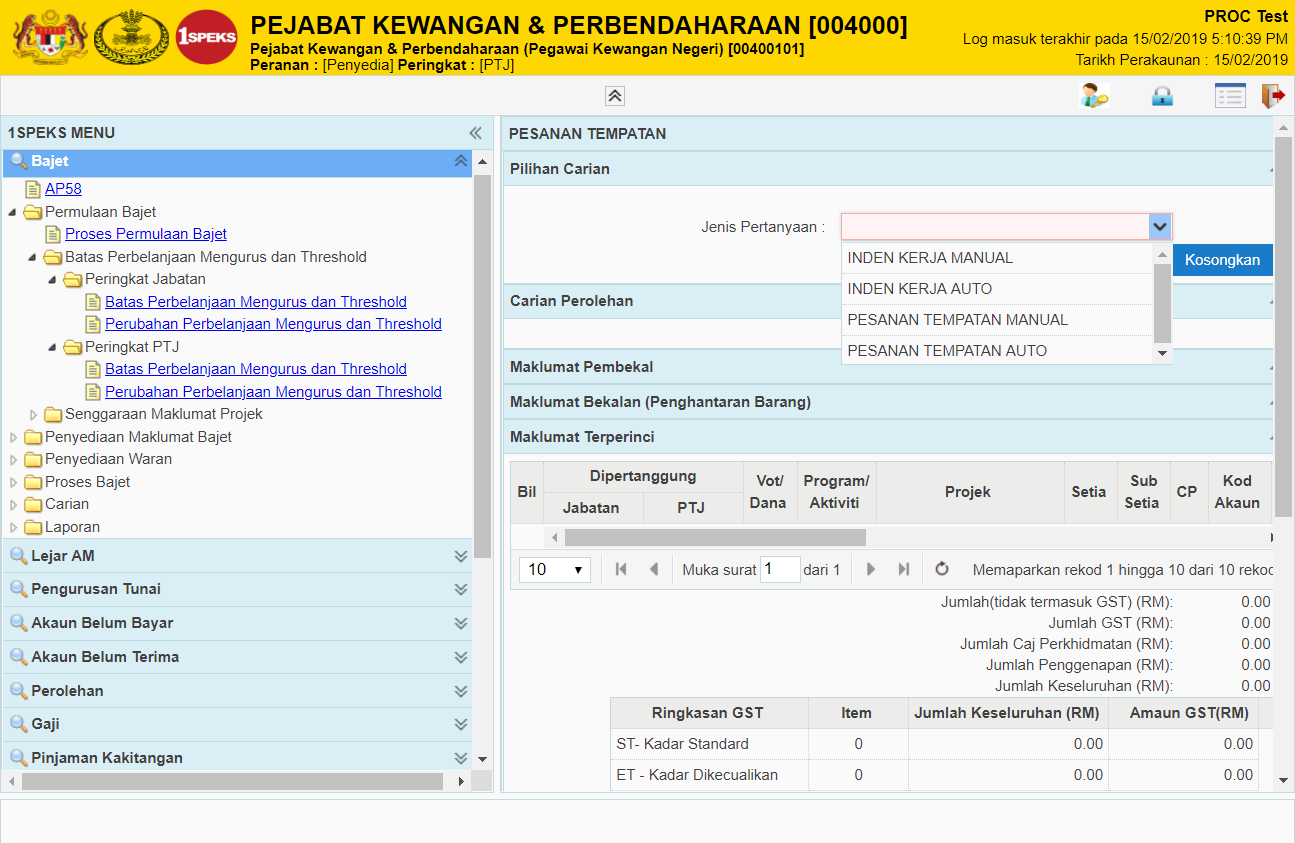 1SPEKS
PEJABAT KEWANGAN & PERBENDAHARAAN [004000]
Pejabat Kewangan & Perbendaharaan (Pegawai Kewangan Negeri) [00400101]
Peranan : [Penyedia] Peringkat : [PTJ]
PROC Test
Log masuk terakhir pada 15/02/2019 5:10:39 PM
Tarikh Perakaunan : 15/02/2019
1SPEKS MENU
Bajet
AP58
Permulaan Bajet
Proses Permulaan Bajet
Batas Perbelanjaan Mengurus dan Threshold
Peringkat Jabatan
Batas Perbelanjaan Mengurus dan Threshold
Perubahan Perbelanjaan Mengurus dan Threshold
Peringkat PTJ
Batas Perbelanjaan Mengurus dan Threshold
Perubahan Perbelanjaan Mengurus dan Threshold
Senggaraan Maklumat Projek
Penyediaan Maklumat Bajet
Penyediaan Waran
Proses Bajet
Carian
Laporan
Lejar AM
Pengurusan Tunai
Akaun Belum Bayar
Akaun Belum Terima
Perolehan
Gaji
Pinjaman Kakitangan
PESANAN TEMPATAN
Pilihan Carian
Jenis Pertanyaan :
INDEN KERJA MANUAL
INDEN KERJA AUTO
PESANAN TEMPATAN MANUAL
PESANAN TEMPATAN AUTO
Kosongkan
Carian Perolehan
Maklumat Pembekal
Maklumat Bekalan (Penghantaran Barang)
Maklumat Terperinci
Bil Dipertanggung Jabatan PTJ Vot/ Dana Program/ Aktiviti Projek Setia Sub Setia CP Kod Akaun
10 Muka surat 1 dari 1 Memaparkan rekod 1 hingga 10 dari 10 rekod
Jumlah(tidak termasuk GST) (RM): 0.00
Jumlah GST (RM): 0.00
Jumlah Caj Perkhidmatan (RM): 0.00
Jumlah Penggenapan (RM): 0.00
Jumlah Keseluruhan (RM): 0.00
Ringkasan GST Item Jumlah Keseluruhan (RM) Amaun GST(RM)
ST- Kadar Standard 0 0.00 0.00
ET - Kadar Dikecualikan 0 0.00 0.00